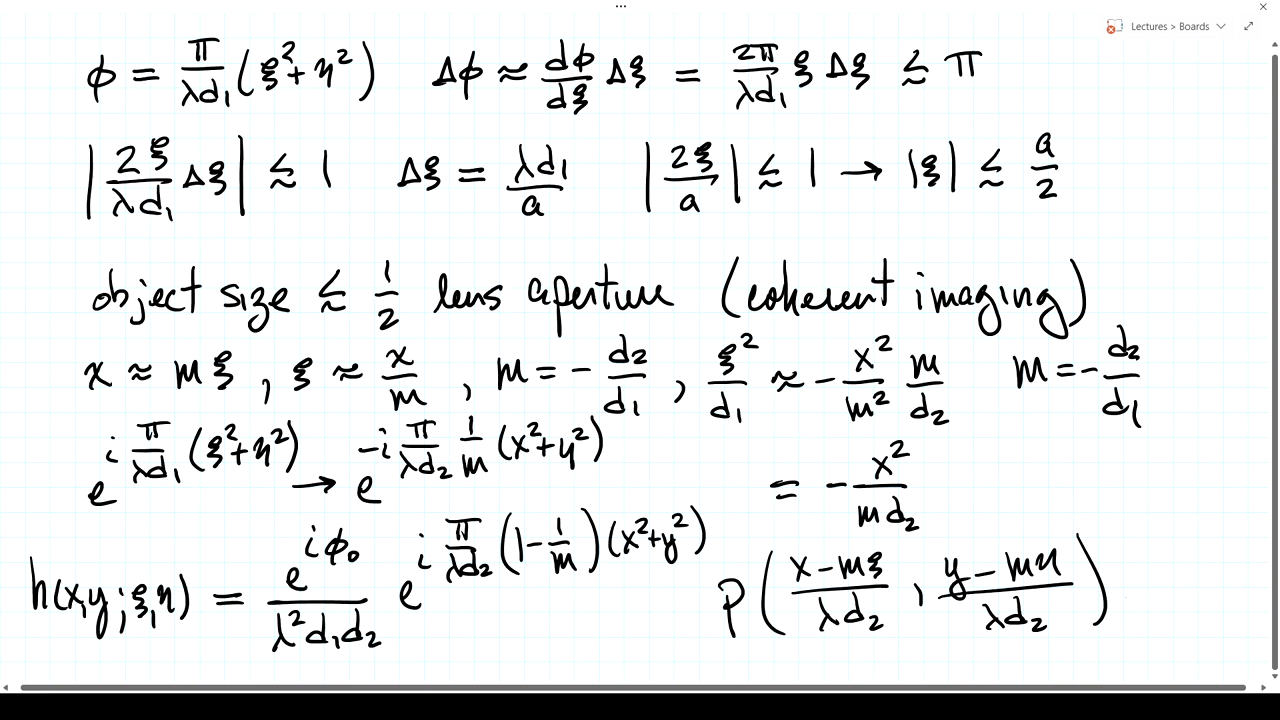 Lectures > Boards
ϕ = π/(λd₁) (ξ² + η²)   Δϕ ≈ dϕ/dξ Δξ = 2π/(λd₁) ξ Δξ ≲ π
|2ξ/(λd₁) Δξ| ≲ 1   Δξ = λd₁/a   |2ξ/a| ≲ 1 → |ξ| ≲ a/2
object size ≲ 1/2 lens aperture (coherent imaging)
x ≈ mξ , ξ ≈ x/m , m = - d₂/d₁ , ξ²/d₁ ≈ - x²/m² m/d₂   m = - d₂/d₁
e^{i π/(λd₁) (ξ²+η²)} → e^{-i π/(λd₂) 1/m (x²+y²)}   = - x²/(md₂)
h(x,y;ξ,η) = e^{iϕ₀}/(λ²d₁d₂) e^{i π/(λd₂) (1 - 1/m)(x²+y²)}   P((x-mξ)/(λd₂) , (y-mη)/(λd₂))